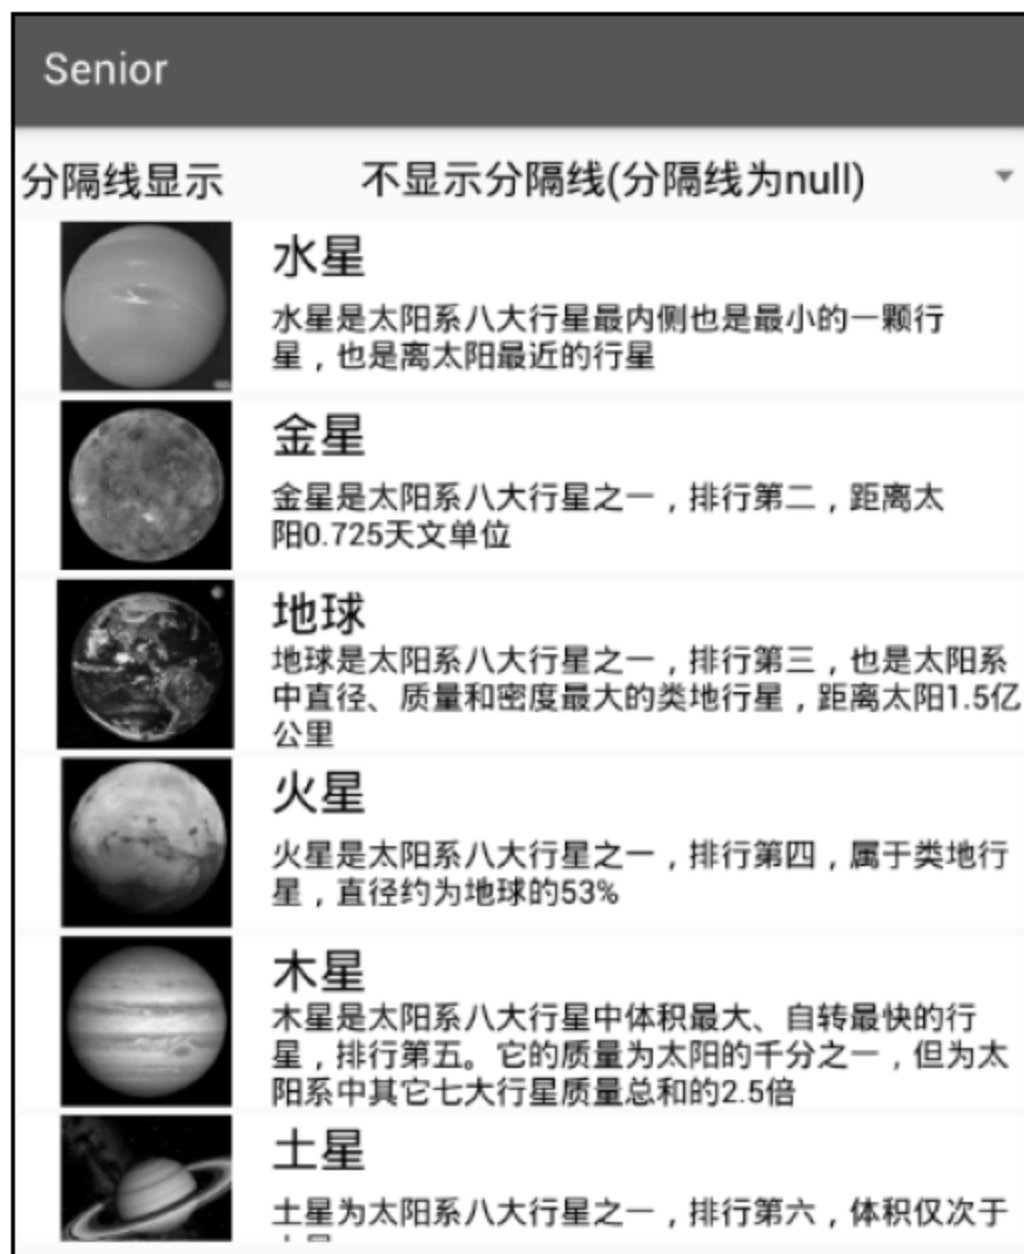 Senior
分隔线显示 不显示分隔线(分隔线为null)
水星
水星是太阳系八大行星最内侧也是最小的一颗行
星，也是离太阳最近的行星
金星
金星是太阳系八大行星之一，排行第二，距离太
阳0.725天文单位
地球
地球是太阳系八大行星之一，排行第三，也是太阳系
中直径、质量和密度最大的类地行星，距离太阳1.5亿
公里
火星
火星是太阳系八大行星之一，排行第四，属于类地行
星，直径约为地球的53%
木星
木星是太阳系八大行星中体积最大、自转最快的行
星，排行第五。它的质量为太阳的千分之一，但为太
阳系中其它七大行星质量总和的2.5倍
土星
土星为太阳系八大行星之一，排行第六，体积仅次于